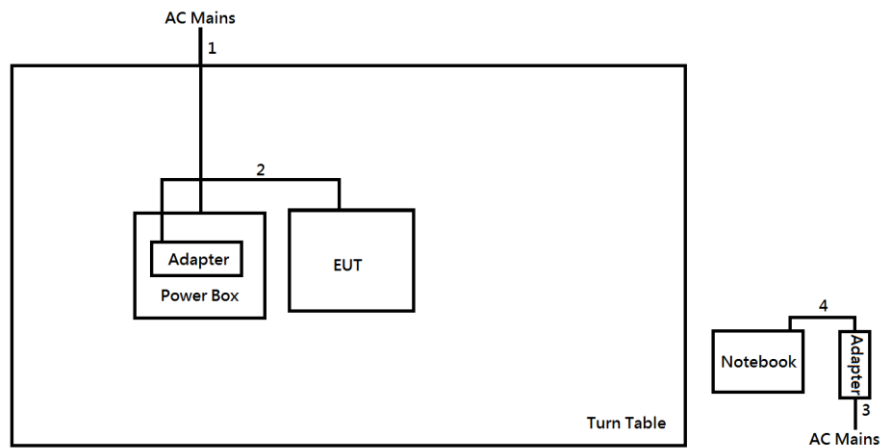 AC Mains
1
2
Adapter
Power Box
EUT
Turn Table
4
Notebook
Adapter
3
AC Mains